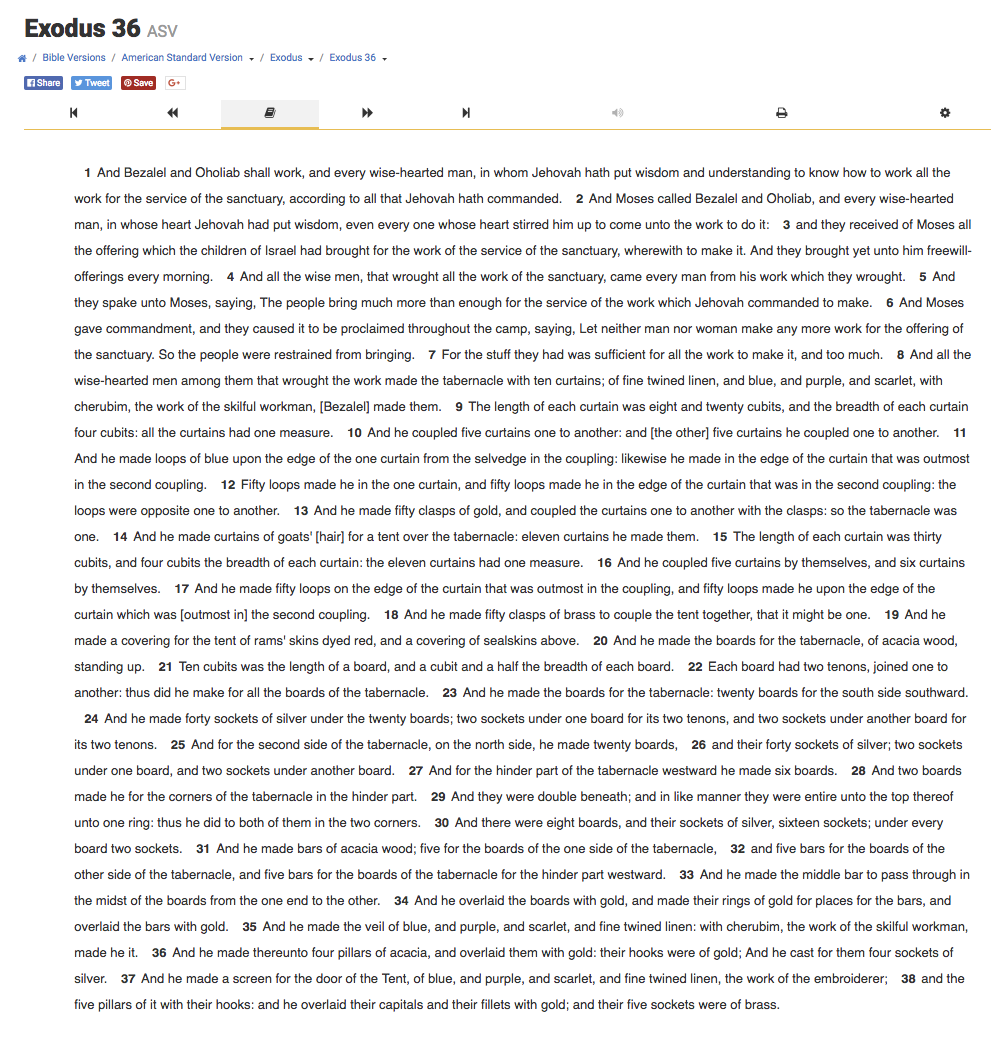 Exodus 36 ASV
/ Bible Versions / American Standard Version / Exodus / Exodus 36
Share Tweet Save G+
1 And Bezalel and Oholiab shall work, and every wise-hearted man, in whom Jehovah hath put wisdom and understanding to know how to work all the
work for the service of the sanctuary, according to all that Jehovah hath commanded. 2 And Moses called Bezalel and Oholiab, and every wise-hearted
man, in whose heart Jehovah had put wisdom, even every one whose heart stirred him up to come unto the work to do it: 3 and they received of Moses all
the offering which the children of Israel had brought for the work of the service of the sanctuary, wherewith to make it. And they brought yet unto him freewill-
offerings every morning. 4 And all the wise men, that wrought all the work of the sanctuary, came every man from his work which they wrought. 5 And
they spake unto Moses, saying, The people bring much more than enough for the service of the work which Jehovah commanded to make. 6 And Moses
gave commandment, and they caused it to be proclaimed throughout the camp, saying, Let neither man nor woman make any more work for the offering of
the sanctuary. So the people were restrained from bringing. 7 For the stuff they had was sufficient for all the work to make it, and too much. 8 And all the
wise-hearted men among them that wrought the work made the tabernacle with ten curtains; of fine twined linen, and blue, and purple, and scarlet, with
cherubim, the work of the skilful workman, [Bezalel] made them. 9 The length of each curtain was eight and twenty cubits, and the breadth of each curtain
four cubits: all the curtains had one measure. 10 And he coupled five curtains one to another: and [the other] five curtains he coupled one to another. 11
And he made loops of blue upon the edge of the one curtain from the selvedge in the coupling: likewise he made in the edge of the curtain that was outmost
in the second coupling. 12 Fifty loops made he in the one curtain, and fifty loops made he in the edge of the curtain that was in the second coupling: the
loops were opposite one to another. 13 And he made fifty clasps of gold, and coupled the curtains one to another with the clasps: so the tabernacle was
one. 14 And he made curtains of goats' [hair] for a tent over the tabernacle: eleven curtains he made them. 15 The length of each curtain was thirty
cubits, and four cubits the breadth of each curtain: the eleven curtains had one measure. 16 And he coupled five curtains by themselves, and six curtains
by themselves. 17 And he made fifty loops on the edge of the curtain that was outmost in the coupling, and fifty loops made he upon the edge of the
curtain which was [outmost in] the second coupling. 18 And he made fifty clasps of brass to couple the tent together, that it might be one. 19 And he
made a covering for the tent of rams' skins dyed red, and a covering of sealskins above. 20 And he made the boards for the tabernacle, of acacia wood,
standing up. 21 Ten cubits was the length of a board, and a cubit and a half the breadth of each board. 22 Each board had two tenons, joined one to
another: thus did he make for all the boards of the tabernacle. 23 And he made the boards for the tabernacle: twenty boards for the south side southward.
24 And he made forty sockets of silver under the twenty boards; two sockets under one board for its two tenons, and two sockets under another board for
its two tenons. 25 And for the second side of the tabernacle, on the north side, he made twenty boards, 26 and their forty sockets of silver; two sockets
under one board, and two sockets under another board. 27 And for the hinder part of the tabernacle westward he made six boards. 28 And two boards
made he for the corners of the tabernacle in the hinder part. 29 And they were double beneath; and in like manner they were entire unto the top thereof
unto one ring: thus he did to both of them in the two corners. 30 And there were eight boards, and their sockets of silver, sixteen sockets; under every
board two sockets. 31 And he made bars of acacia wood; five for the boards of the one side of the tabernacle, 32 and five bars for the boards of the
other side of the tabernacle, and five bars for the boards of the tabernacle for the hinder part westward. 33 And he made the middle bar to pass through in
the midst of the boards from the one end to the other. 34 And he overlaid the boards with gold, and made their rings of gold for places for the bars, and
overlaid the bars with gold. 35 And he made the veil of blue, and purple, and scarlet, and fine twined linen: with cherubim, the work of the skilful workman,
made he it. 36 And he made thereunto four pillars of acacia, and overlaid them with gold: their hooks were of gold; And he cast for them four sockets of
silver. 37 And he made a screen for the door of the Tent, of blue, and purple, and scarlet, and fine twined linen, the work of the embroiderer; 38 and the
five pillars of it with their hooks: and he overlaid their capitals and their fillets with gold; and their five sockets were of brass.